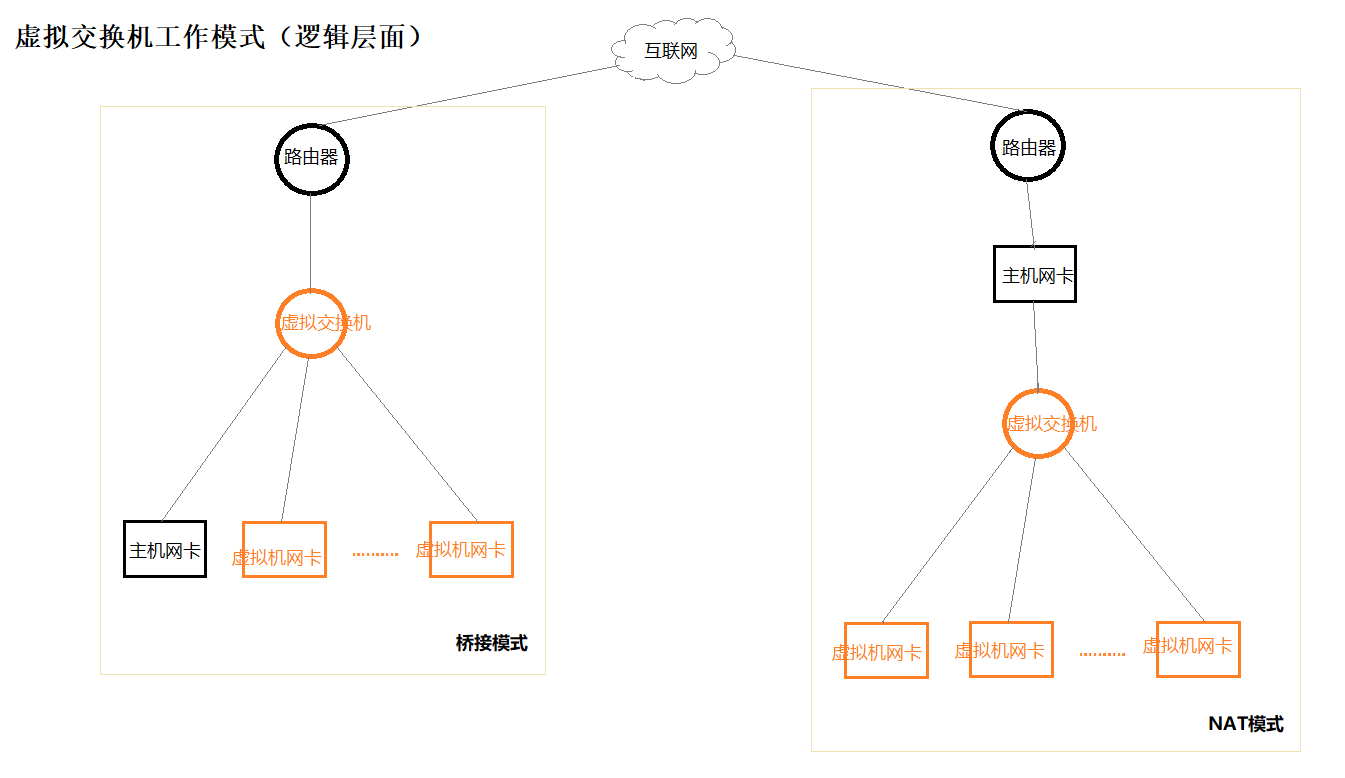 虚拟交换机工作模式（逻辑层面）
互联网
路由器
虚拟交换机
主机网卡
虚拟机网卡
..........
虚拟机网卡
桥接模式
路由器
主机网卡
虚拟交换机
虚拟机网卡
虚拟机网卡
..........
虚拟机网卡
NAT模式